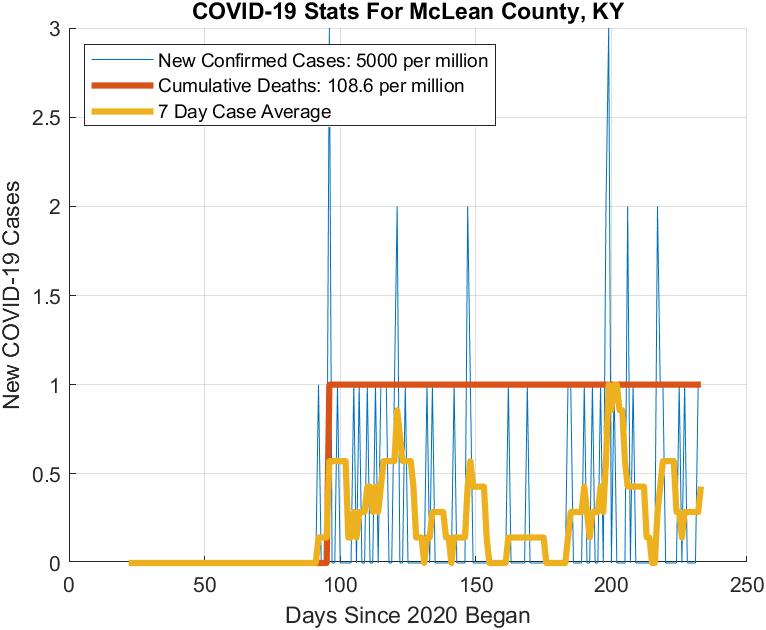 COVID-19 Stats For McLean County, KY
New Confirmed Cases: 5000 per million
Cumulative Deaths: 108.6 per million
7 Day Case Average
New COVID-19 Cases
3
2.5
2
1.5
1
0.5
0
0 50 100 150 200 250
Days Since 2020 Began